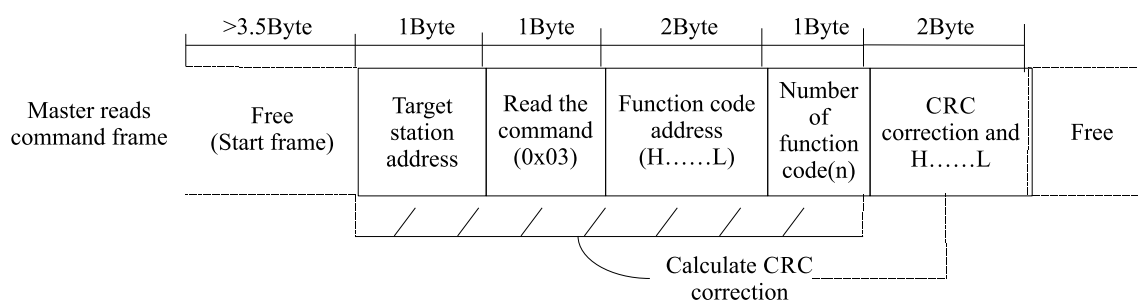 >3.5Byte 1Byte 1Byte 2Byte 1Byte 2Byte
Master reads
command frame
Free
(Start frame)
Target
station
address
Read the
command
(0x03)
Function code
address
(H……L)
Number
of
function
code(n)
CRC
correction and
H……L
Free
Calculate CRC
correction